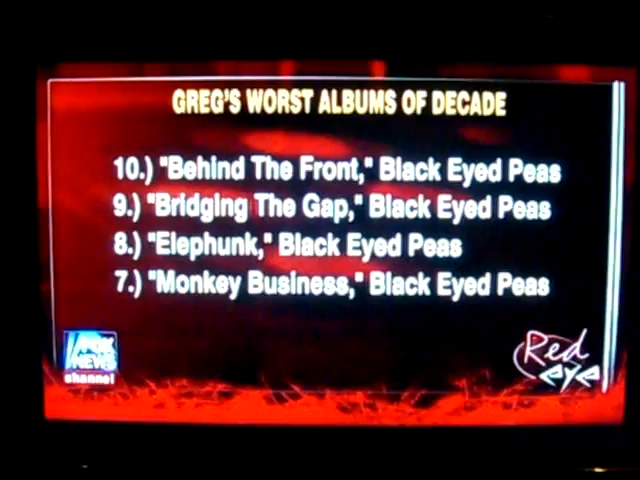 GREG'S WORST ALBUMS OF DECADE
10.) "Behind The Front," Black Eyed Peas
9.) "Bridging The Gap," Black Eyed Peas
8.) "Elephunk," Black Eyed Peas
7.) "Monkey Business," Black Eyed Peas
FOX
NEWS
channel
Red
eye